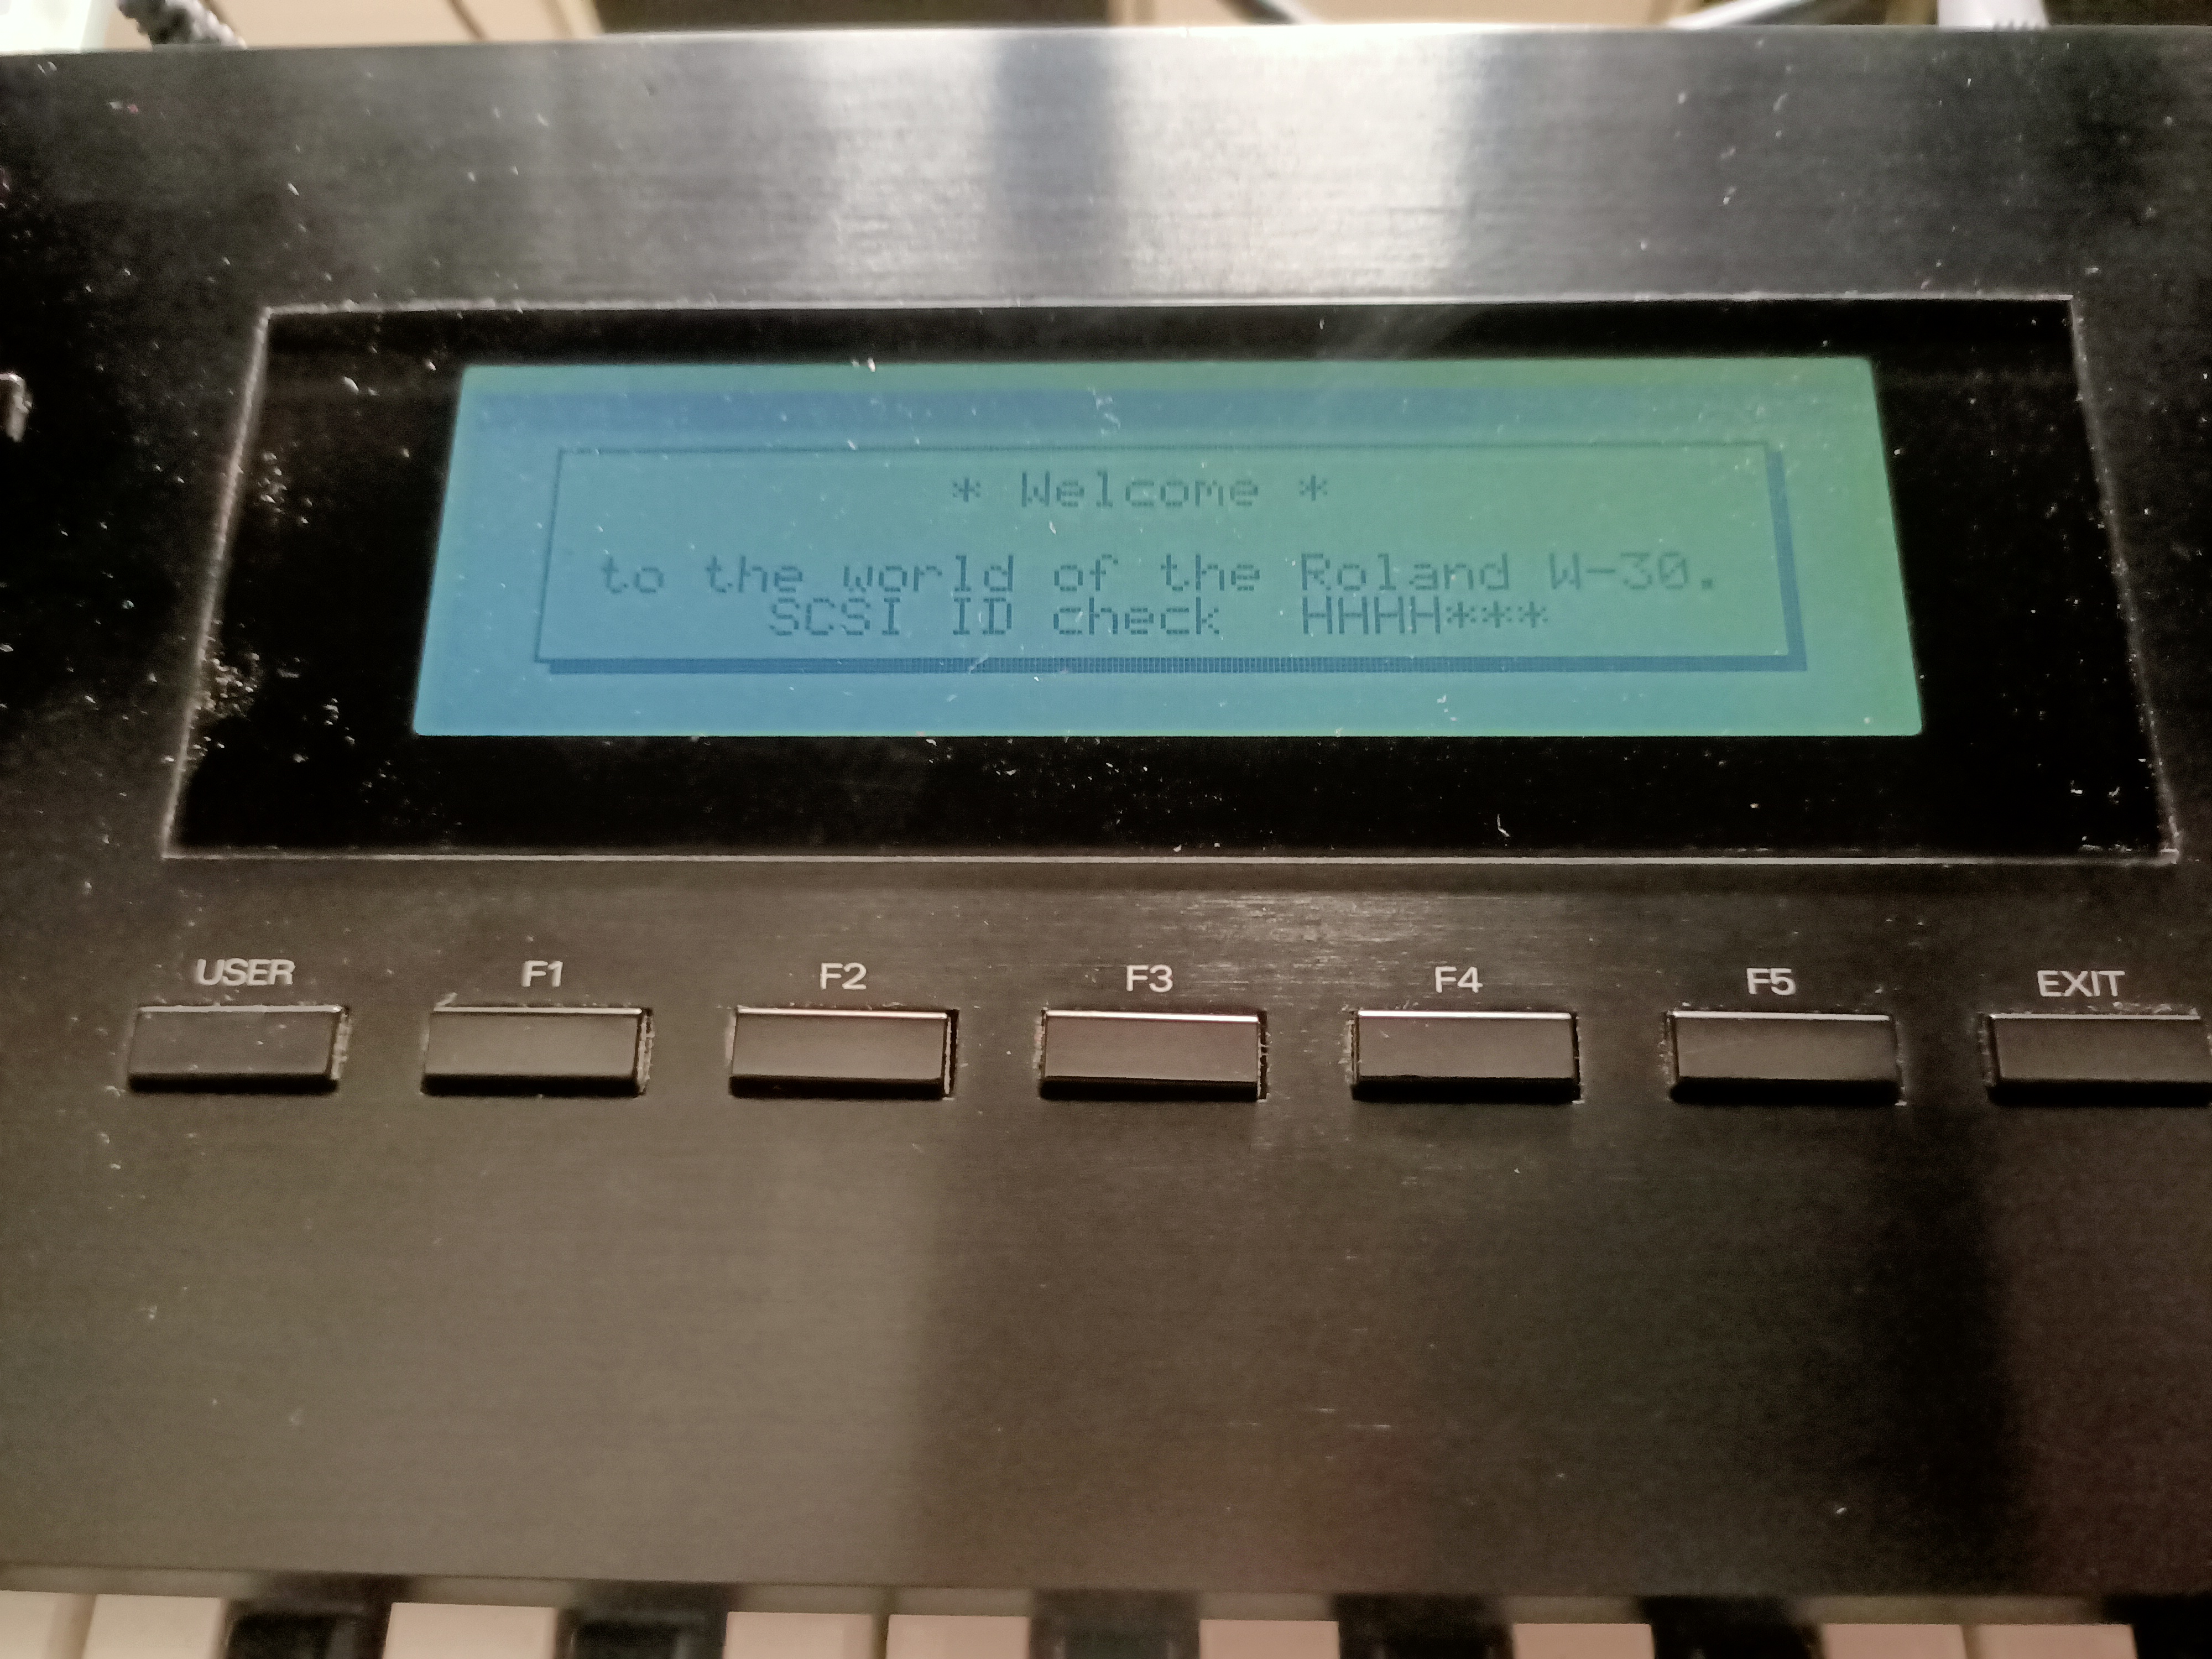 * Welcome *
to the world of the Roland W-30.
SCSI ID check HHHH***
USER F1 F2 F3 F4 F5 EXIT